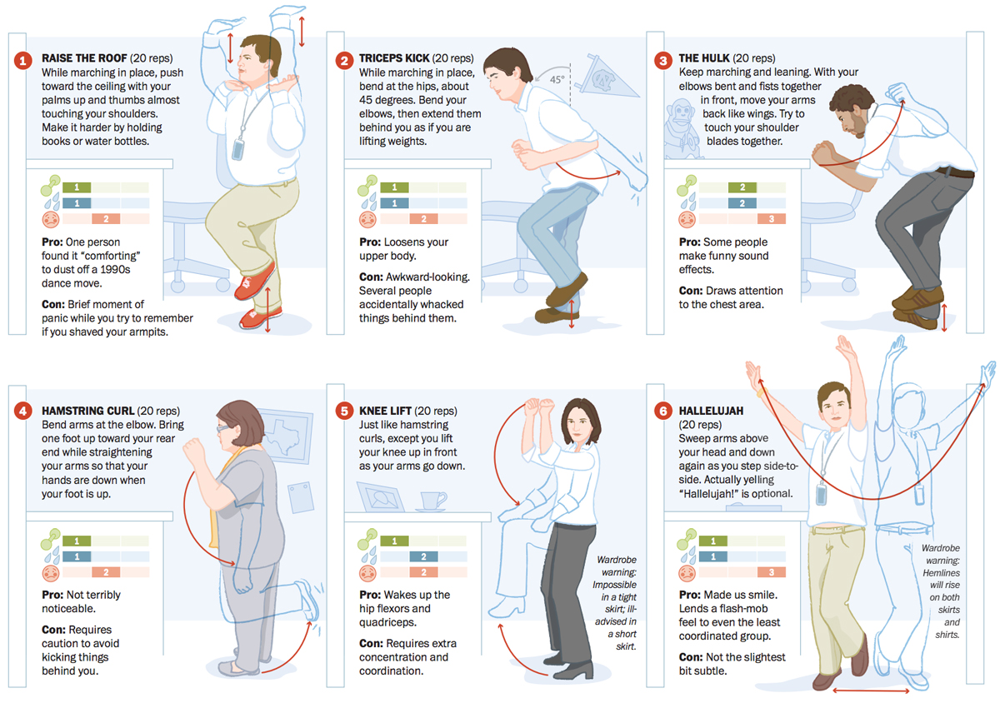 1
RAISE THE ROOF (20 reps)
While marching in place, push
toward the ceiling with your
palms up and thumbs almost
touching your shoulders.
Make it harder by holding
books or water bottles.
1
1
2
Pro: One person
found it “comforting”
to dust off a 1990s
dance move.
Con: Brief moment of
panic while you try to remember
if you shaved your armpits.
2
TRICEPS KICK (20 reps)
While marching in place,
bend at the hips, about
45 degrees. Bend your
elbows, then extend them
behind you as if you are
lifting weights.
45°
NC
1
1
2
Pro: Loosens your
upper body.
Con: Awkward-looking.
Several people
accidentally whacked
things behind them.
3
THE HULK (20 reps)
Keep marching and leaning. With your
elbows bent and fists together
in front, move your arms
back like wings. Try to
touch your shoulder
blades together.
2
2
3
Pro: Some people
make funny sound
effects.
Con: Draws attention
to the chest area.
4
HAMSTRING CURL (20 reps)
Bend arms at the elbow. Bring
one foot up toward your rear
end while straightening
your arms so that your
hands are down when
your foot is up.
1
1
2
Pro: Not terribly
noticeable.
Con: Requires
caution to avoid
kicking things
behind you.
5
KNEE LIFT (20 reps)
Just like hamstring
curls, except you lift
your knee up in front
as your arms go down.
1
2
2
Pro: Wakes up the
hip flexors and
quadriceps.
Con: Requires extra
concentration and
coordination.
Wardrobe
warning:
Impossible
in a tight
skirt; ill-
advised in
a short
skirt.
6
HALLELUJAH
(20 reps)
Sweep arms above
your head and down
again as you step side-to-
side. Actually yelling
“Hallelujah!” is optional.
1
1
3
Pro: Made us smile.
Lends a flash-mob
feel to even the least
coordinated group.
Con: Not the slightest
bit subtle.
Wardrobe
warning:
Hemlines
will rise
on both
skirts
and
shirts.